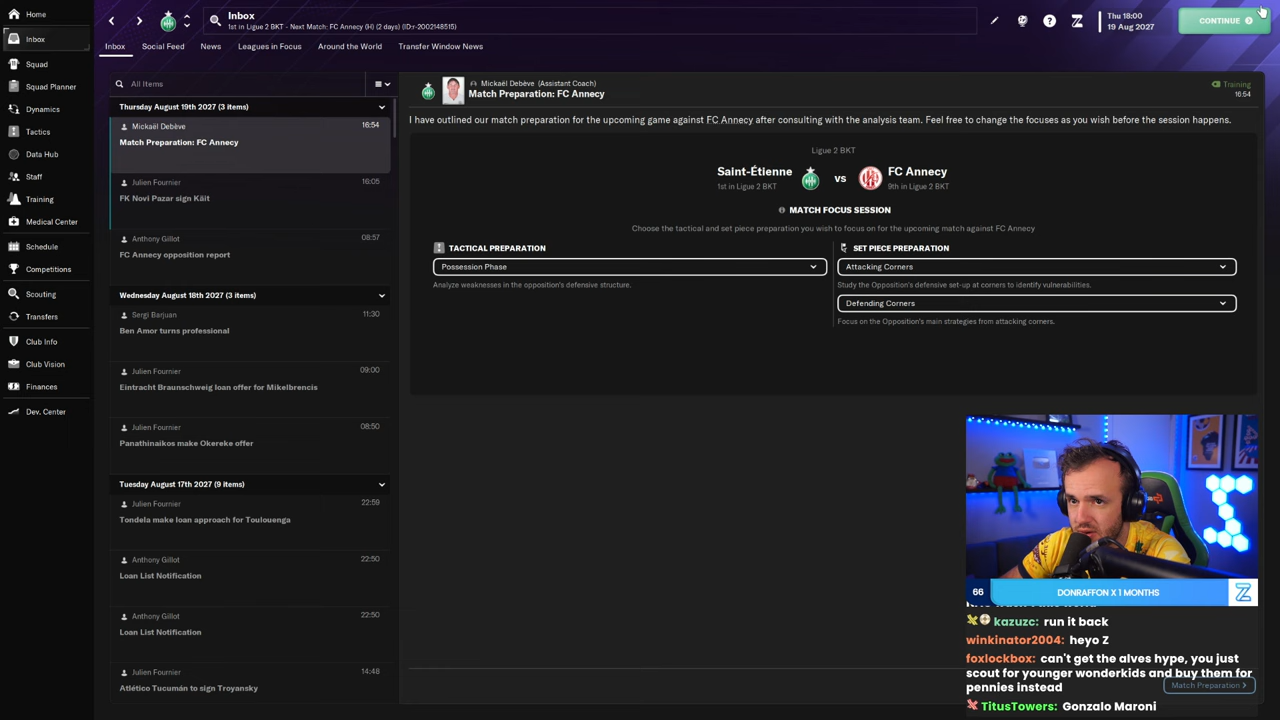 Home
Inbox
Squad
Squad Planner
Dynamics
Tactics
Data Hub
Staff
Training
Medical Center
Schedule
Competitions
Scouting
Transfers
Club Info
Club Vision
Finances
Dev. Center
Inbox
1st in Ligue 2 BKT - Next Match: FC Annecy (H) (2 days) (ID:r-2002148515)
Thu 18:00
19 Aug 2027
CONTINUE
Inbox Social Feed News Leagues in Focus Around the World Transfer Window News
All Items
Thursday August 19th 2027 (3 items)
Mickaël Debève 16:54
Match Preparation: FC Annecy
Julien Fournier 16:05
FK Novi Pazar sign Käit
Anthony Gillot 08:57
FC Annecy opposition report
Wednesday August 18th 2027 (3 items)
Sergi Barjuan 11:30
Ben Amor turns professional
Julien Fournier 09:00
Eintracht Braunschweig loan offer for Mikelbrencis
Julien Fournier 08:50
Panathinaikos make Okereke offer
Tuesday August 17th 2027 (9 items)
Julien Fournier 22:59
Tondela make loan approach for Toulouenga
Anthony Gillot 22:50
Loan List Notification
Anthony Gillot 22:50
Loan List Notification
Julien Fournier 14:48
Atlético Tucumán to sign Troyansky
Mickaël Debève (Assistant Coach)
Match Preparation: FC Annecy
Training
16:54
I have outlined our match preparation for the upcoming game against FC Annecy after consulting with the analysis team. Feel free to change the focuses as you wish before the session happens.
Ligue 2 BKT
Saint-Étienne vs FC Annecy
1st in Ligue 2 BKT 9th in Ligue 2 BKT
MATCH FOCUS SESSION
Choose the tactical and set piece preparation you wish to focus on for the upcoming match against FC Annecy
TACTICAL PREPARATION
Possession Phase
Analyze weaknesses in the opposition's defensive structure.
SET PIECE PREPARATION
Attacking Corners
Study the Opposition's defensive set-up at corners to identify vulnerabilities.
Defending Corners
Focus on the Opposition's main strategies from attacking corners.
66 DONRAFFON X 1 MONTHS
kazuzc: run it back
winkinator2004: heyo Z
foxlockbox: can't get the alves hype, you just
scout for younger wonderkids and buy them for
pennies instead
Match Preparation
TitusTowers: Gonzalo Maroni